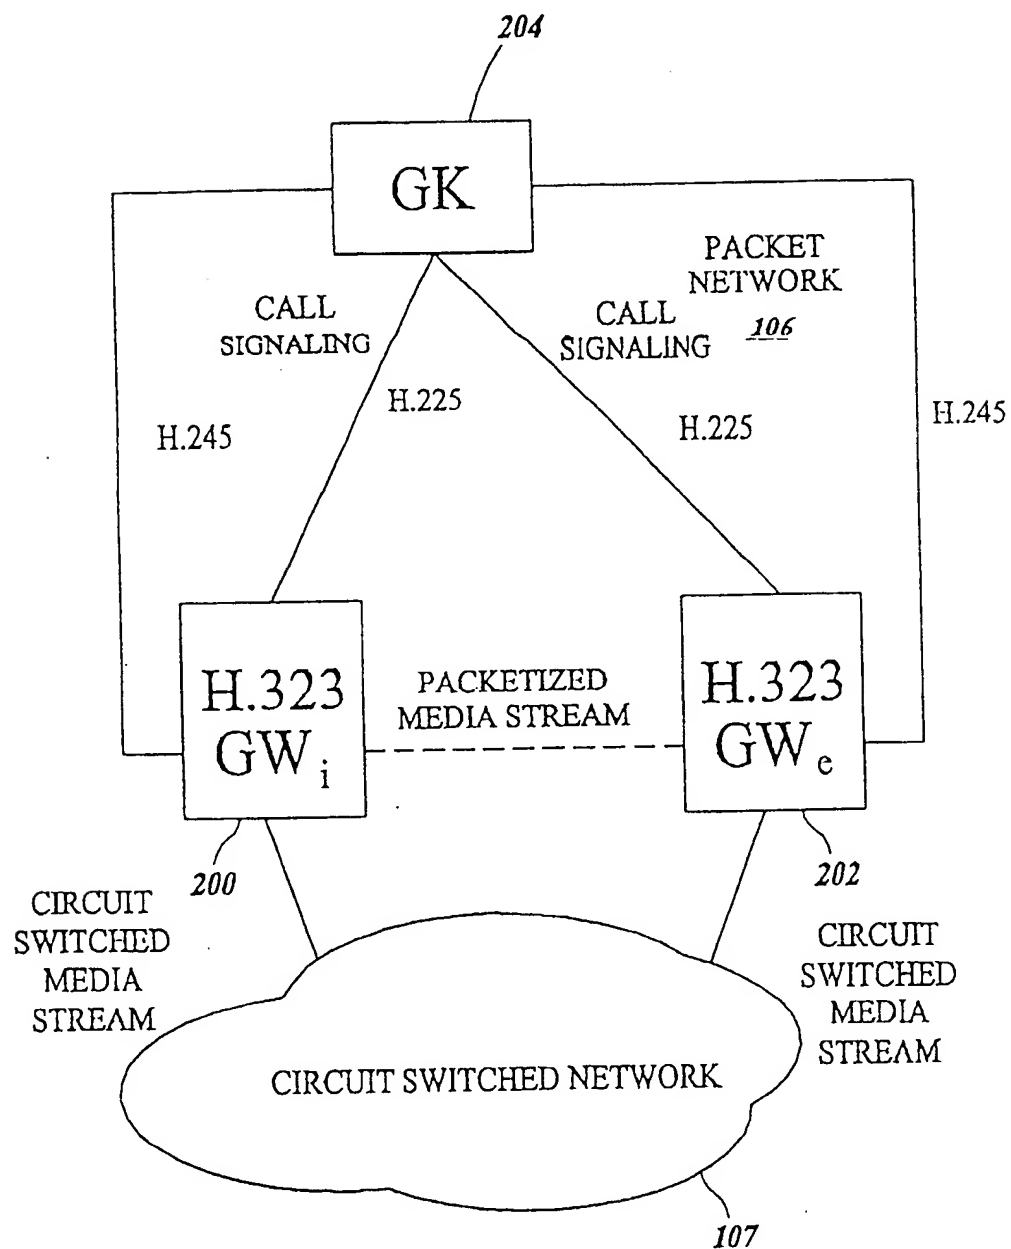 204
GK
PACKET
NETWORK
106
CALL
SIGNALING
CALL
SIGNALING
H.225
H.245
H.225
H.245
H.323
GWi
PACKETIZED
MEDIA STREAM
H.323
GWe
200
202
CIRCUIT
SWITCHED
MEDIA
STREAM
CIRCUIT
SWITCHED
MEDIA
STREAM
CIRCUIT SWITCHED NETWORK
107